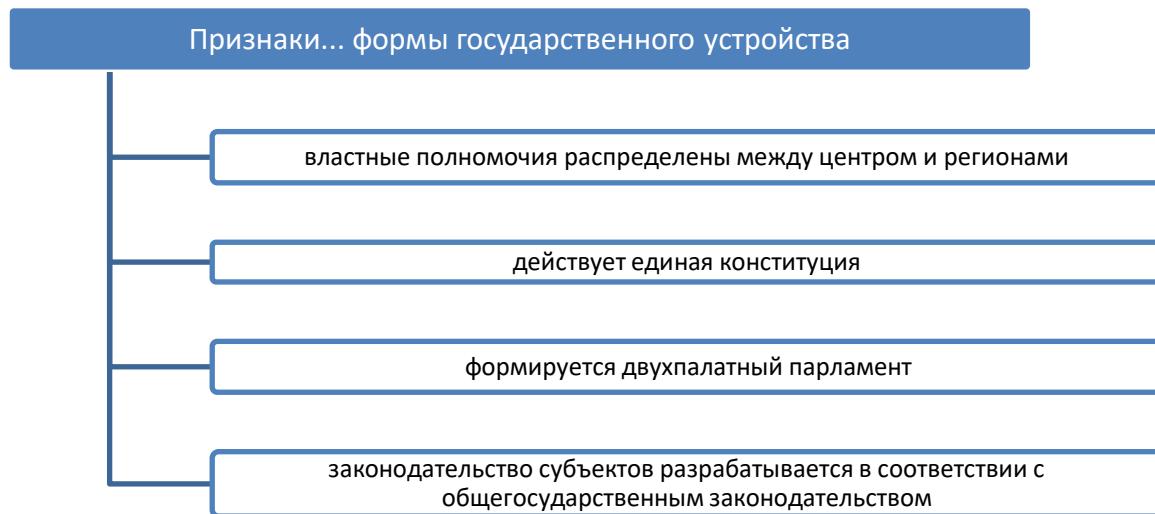 Признаки... формы государственного устройства
властные полномочия распределены между центром и регионами
действует единая конституция
формируется двухпалатный парламент
законодательство субъектов разрабатывается в соответствии с
общегосударственным законодательством